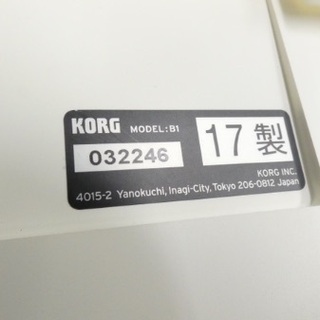 KORG MODEL:B1
032246
17 製
KORG INC.
4015-2 Yanokuchi, Inagi-City, Tokyo 206-0812 Japan